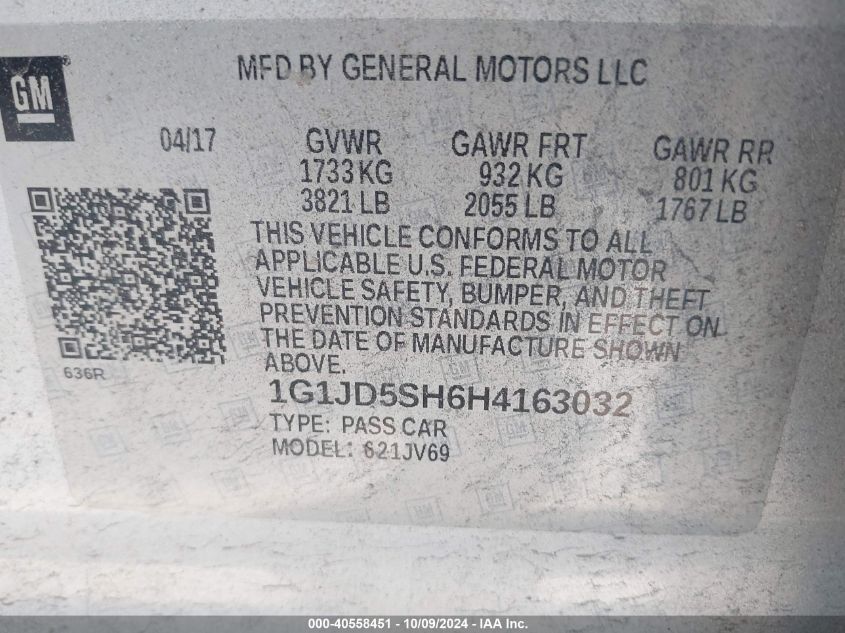 GM
MFD BY GENERAL MOTORS LLC
04/17 GVWR GAWR FRT GAWR RR
1733 KG 932 KG 801 KG
3821 LB 2055 LB 1767 LB
THIS VEHICLE CONFORMS TO ALL
APPLICABLE U.S. FEDERAL MOTOR
VEHICLE SAFETY, BUMPER, AND THEFT
PREVENTION STANDARDS IN EFFECT ON
THE DATE OF MANUFACTURE SHOWN
ABOVE.
636R
1G1JD5SH6H4163032
TYPE: PASS CAR
MODEL: 621JV69
000-40558451 - 10/09/2024 - IAA Inc.